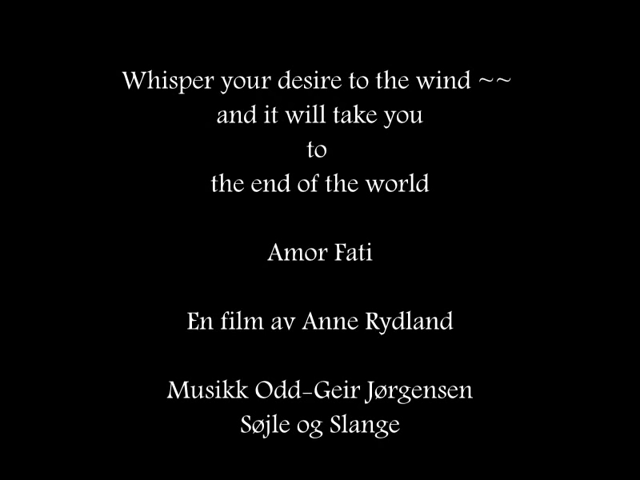 Whisper your desire to the wind ~~
and it will take you
to
the end of the world
Amor Fati
En film av Anne Rydland
Musikk Odd-Geir Jørgensen
Søjle og Slange